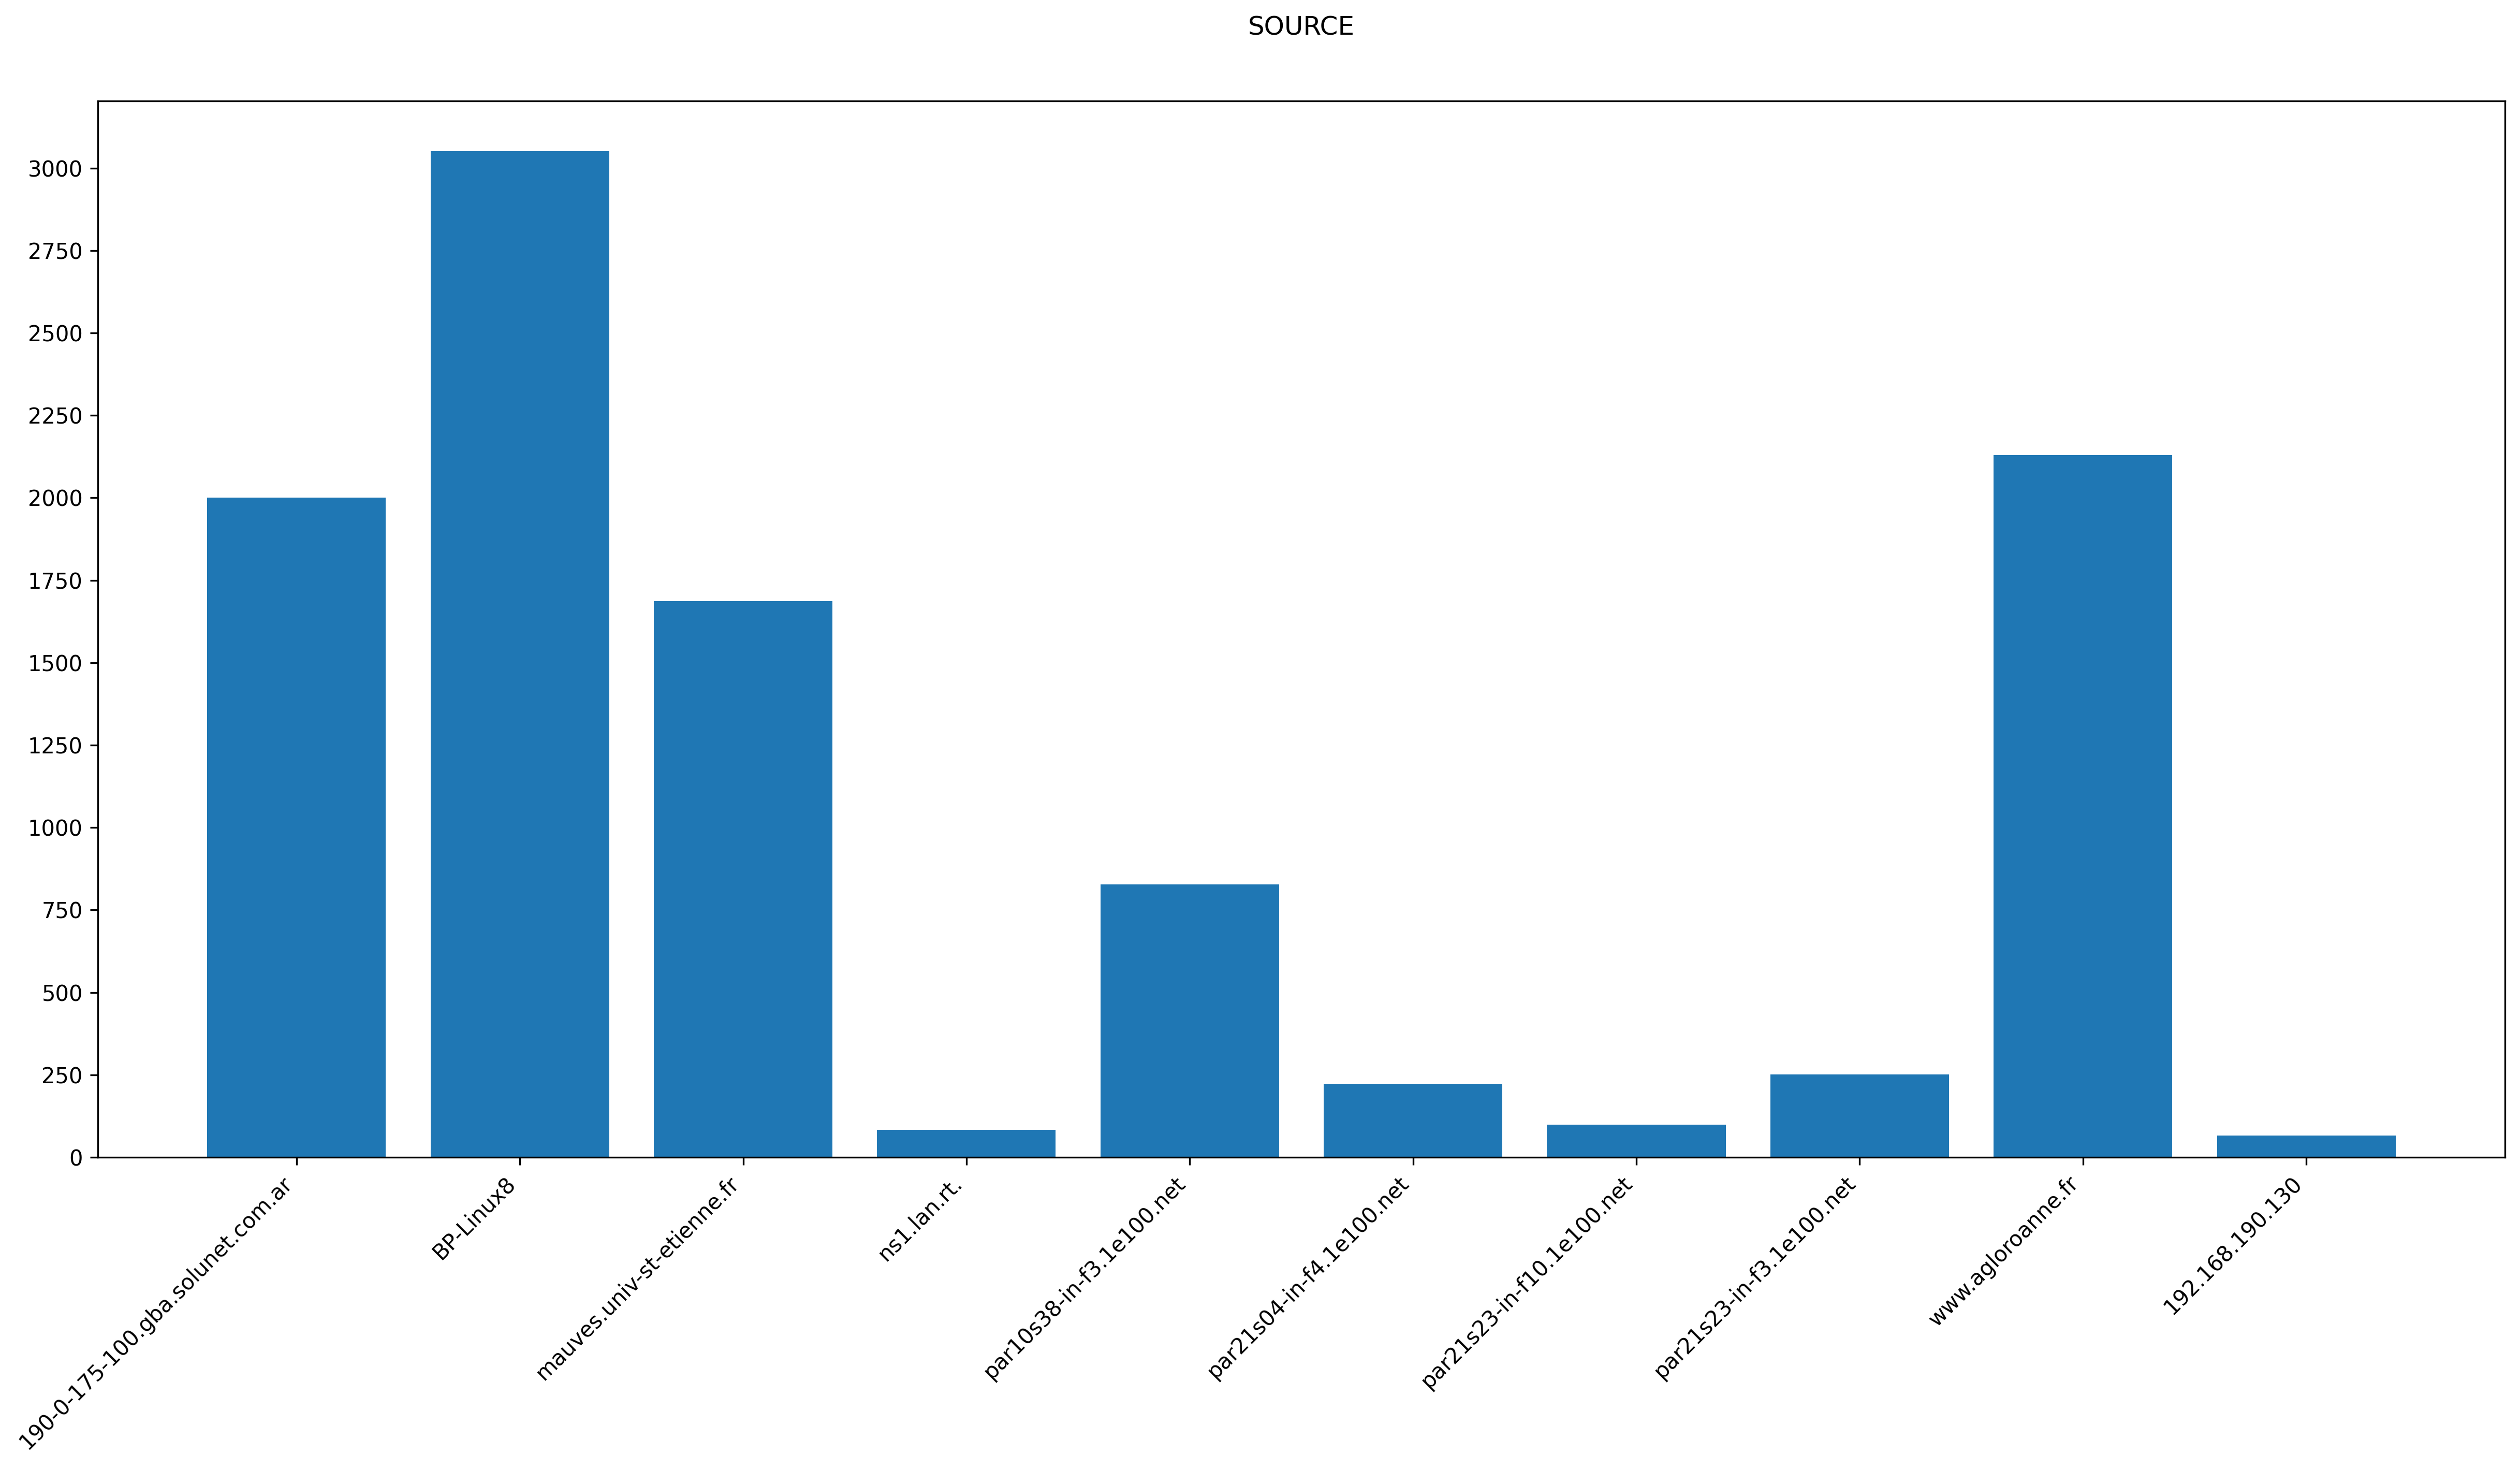 SOURCE
3000
2750
2500
2250
2000
1750
1500
1250
1000
750
500
250
0
190-0-175-100.gba.solunet.com.ar
BP-Linux8
mauves.univ-st-etienne.fr
ns1.lan.rt.
par10s38-in-f3.1e100.net
par21s04-in-f4.1e100.net
par21s23-in-f10.1e100.net
par21s23-in-f3.1e100.net
www.agloroanne.fr
192.168.190.130